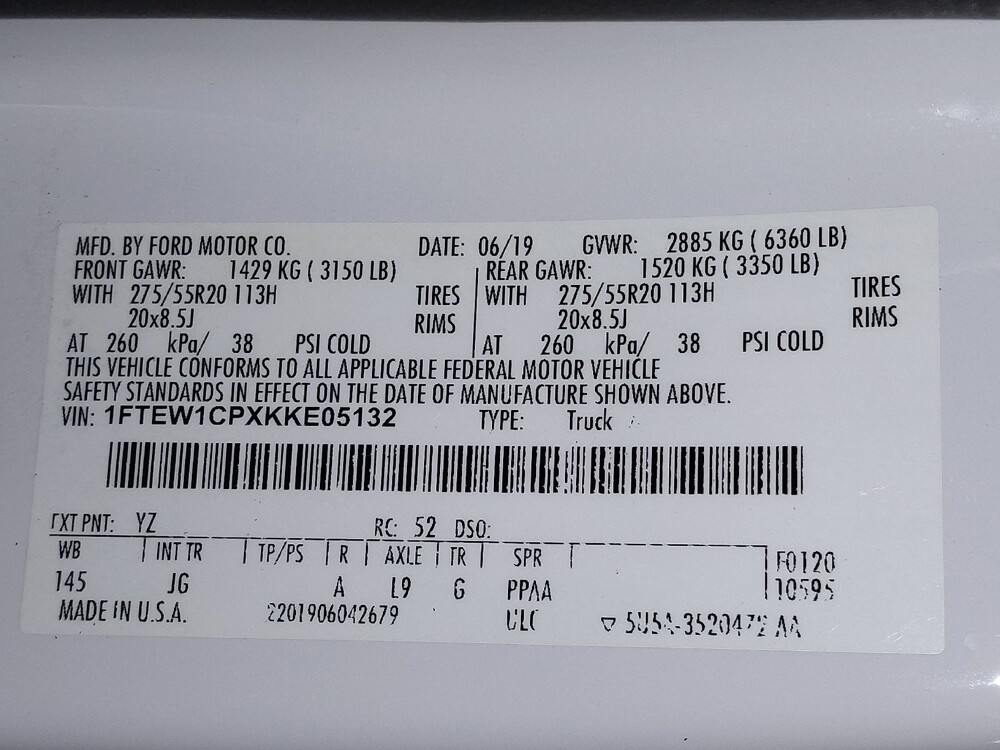 MFD. BY FORD MOTOR CO. DATE: 06/19 GVWR: 2885 KG ( 6360 LB)
FRONT GAWR: 1429 KG ( 3150 LB) REAR GAWR: 1520 KG ( 3350 LB)
WITH 275/55R20 113H TIRES WITH 275/55R20 113H TIRES
20x8.5J RIMS 20x8.5J RIMS
AT 260 kPa/ 38 PSI COLD AT 260 kPa/ 38 PSI COLD
THIS VEHICLE CONFORMS TO ALL APPLICABLE FEDERAL MOTOR VEHICLE
SAFETY STANDARDS IN EFFECT ON THE DATE OF MANUFACTURE SHOWN ABOVE.
VIN: 1FTEW1CPXKKE05132 TYPE: Truck
EXT PNT: YZ RC: 52 DSO:
WB INT TR TP/PS R AXLE TR SPR F0120
145 JG A L9 G PPAA 10595
MADE IN U.S.A. 2201906042679